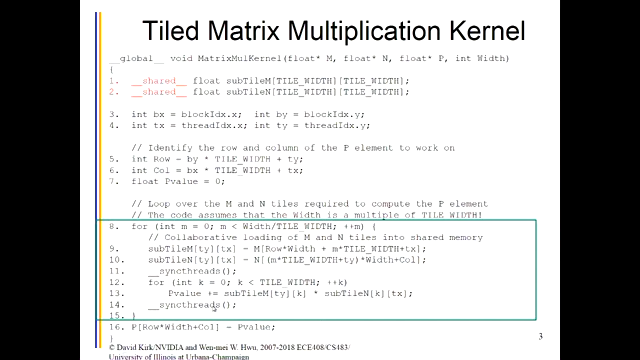 Tiled Matrix Multiplication Kernel
__global__ void MatrixMulKernel(float* M, float* N, float* P, int Width)
{
1. __shared__ float subTileM[TILE_WIDTH][TILE_WIDTH];
2. __shared__ float subTileN[TILE_WIDTH][TILE_WIDTH];
3. int bx = blockIdx.x; int by = blockIdx.y;
4. int tx = threadIdx.x; int ty = threadIdx.y;
// Identify the row and column of the P element to work on
5. int Row = by * TILE_WIDTH + ty;
6. int Col = bx * TILE_WIDTH + tx;
7. float Pvalue = 0;
// Loop over the M and N tiles required to compute the P element
// The code assumes that the Width is a multiple of TILE_WIDTH!
8. for (int m = 0; m < Width/TILE_WIDTH; ++m) {
// Collaborative loading of M and N tiles into shared memory
9. subTileM[ty][tx] = M[Row*Width + m*TILE_WIDTH+tx];
10. subTileN[ty][tx] = N[(m*TILE_WIDTH+ty)*Width+Col];
11. __syncthreads();
12. for (int k = 0; k < TILE_WIDTH; ++k)
13. Pvalue += subTileM[ty][k] * subTileN[k][tx];
14. __syncthreads();
15. }
16. P[Row*Width+Col] = Pvalue;
}
3
© David Kirk/NVIDIA and Wen-mei W. Hwu. 2007-2018 ECE408/CS483/
University of Illinois at Urbana-Champaign